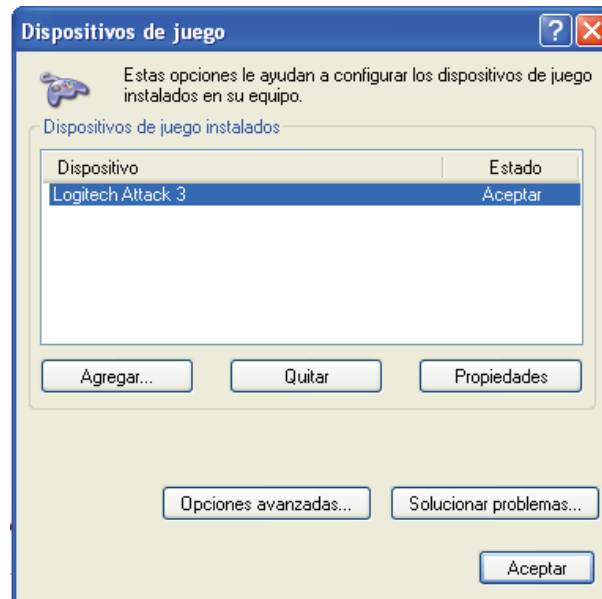 Dispositivos de juego
Estas opciones le ayudan a configurar los dispositivos de juego
instalados en su equipo.
Dispositivos de juego instalados
Dispositivo Estado
Logitech Attack 3 Aceptar
Agregar... Quitar Propiedades
Opciones avanzadas... Solucionar problemas...
Aceptar